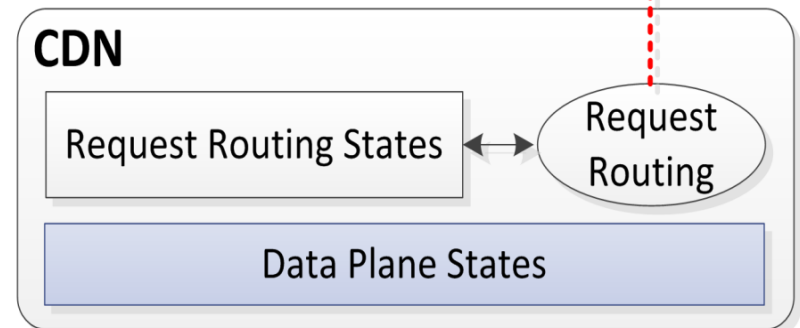 CDN
Request Routing States
Request
Routing
Data Plane States